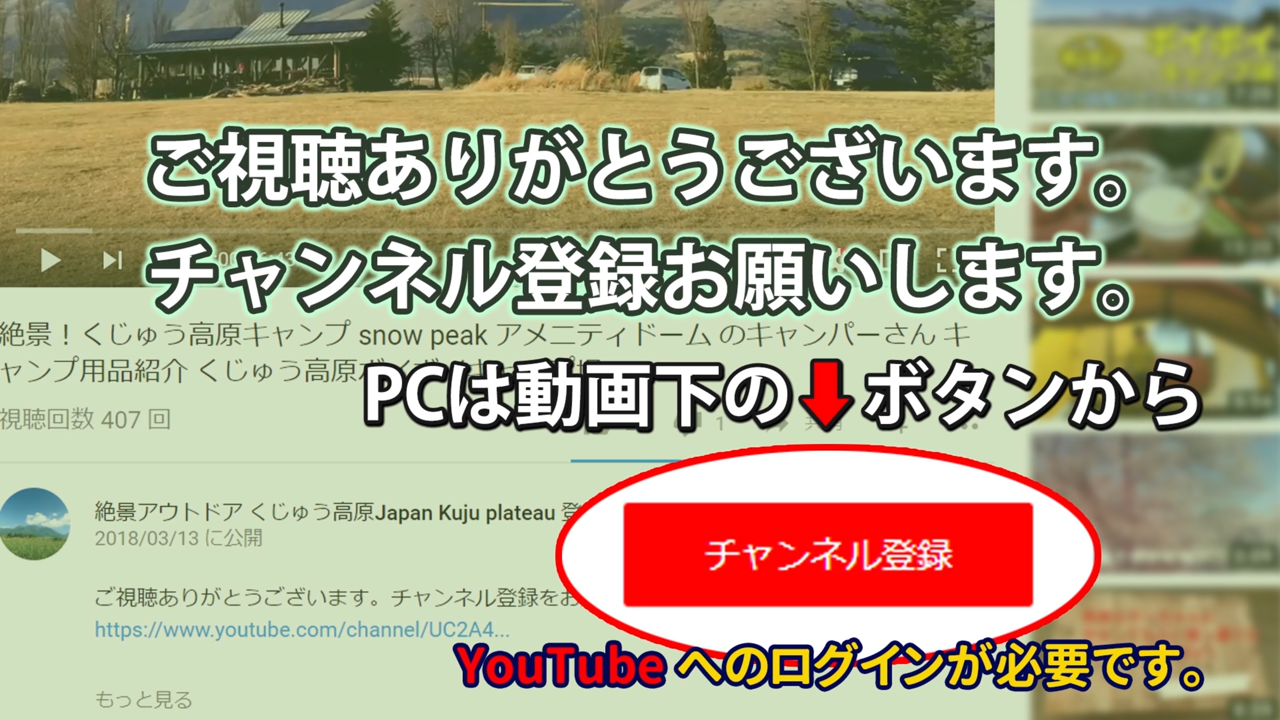 ご視聴ありがとうございます。
チャンネル登録お願いします。
絶景！くじゅう高原キャンプ snow peak アメニティドーム のキャンパーさん キ
ャンプ用品紹介 くじゅう高原
PCは動画下の⬇ボタンから
視聴回数 407 回
1
絶景アウトドア くじゅう高原Japan Kuju plateau 登
2018/03/13 に公開
チャンネル登録
ご視聴ありがとうございます。チャンネル登録をお
https://www.youtube.com/channel/UC2A4...
YouTube へのログインが必要です。
もっと見る